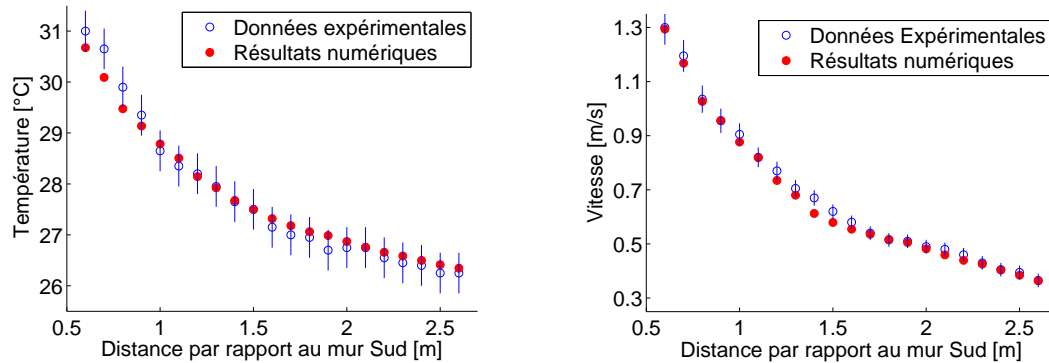 31
30
29
28
27
26
Température [°C]
Données expérimentales
Résultats numériques
0.5 1 1.5 2 2.5
Distance par rapport au mur Sud [m]
1.3
1.1
0.9
0.7
0.5
0.3
Vitesse [m/s]
Données Expérimentales
Résultats numériques
0.5 1 1.5 2 2.5
Distance par rapport au mur Sud [m]